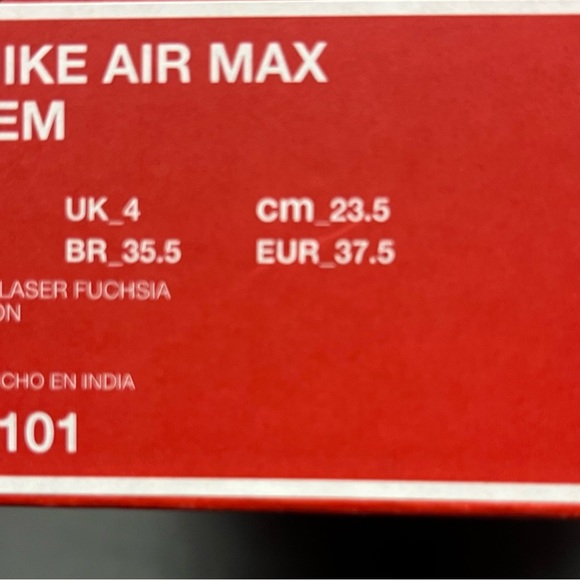 IKE AIR MAX
EM
UK_4 cm_23.5
BR_35.5 EUR_37.5
LASER FUCHSIA
ON
CHO EN INDIA
101